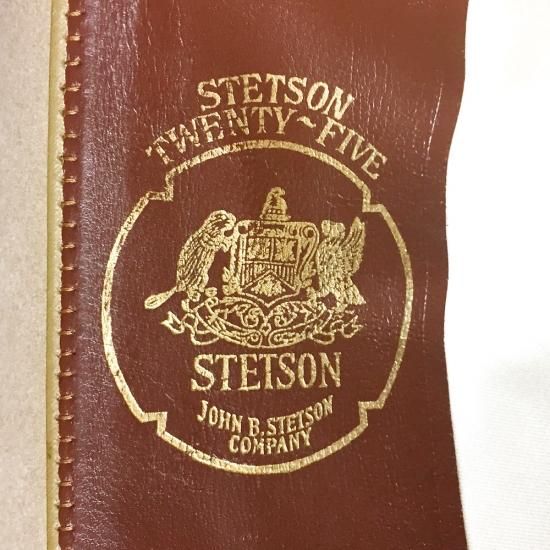 STETSON
TWENTY~FIVE
STETSON
JOHN B. STETSON
COMPANY